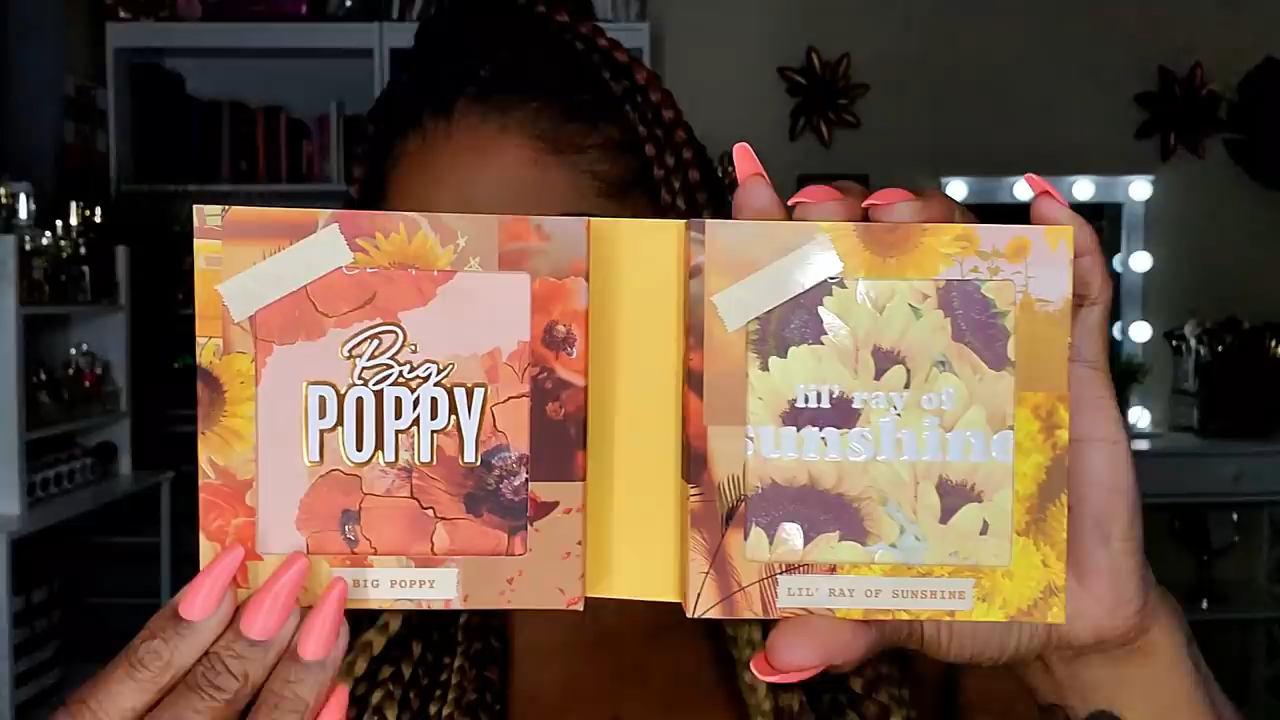 Big
POPPY
BIG POPPY
lil' ray of
sunshine
LIL' RAY OF SUNSHINE